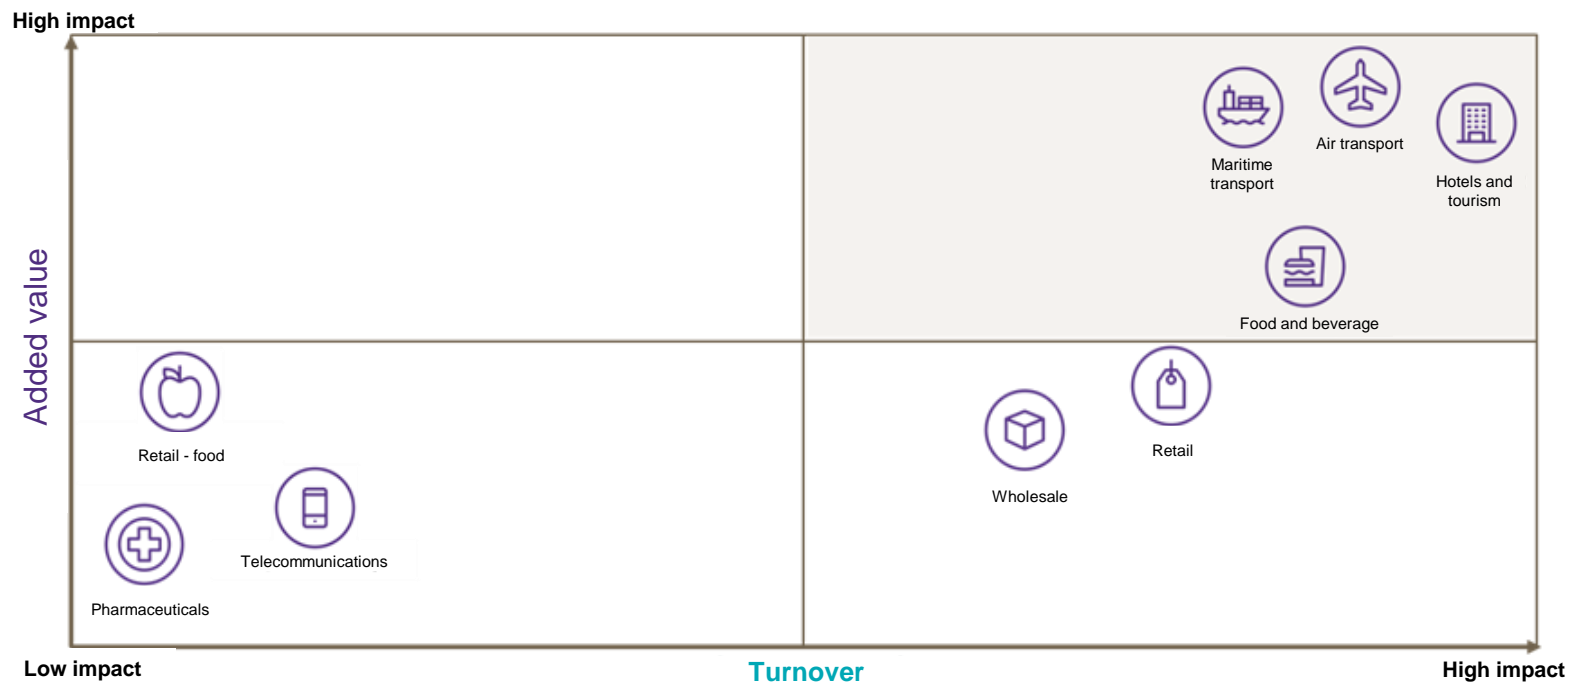 High impact
Air transport
Maritime
transport
Hotels and
tourism
Food and beverage
Added value
Retail - food
Retail
Wholesale
Telecommunications
Pharmaceuticals
Low impact
Turnover
High impact